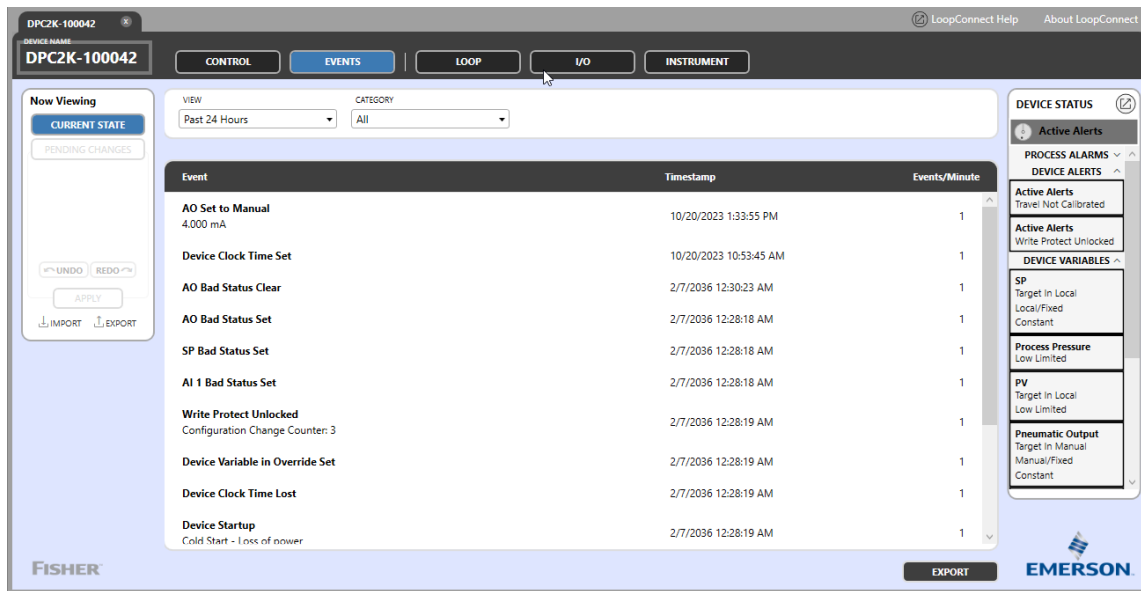 DPC2K-100042 x
LoopConnect Help About LoopConnect
DEVICE NAME
DPC2K-100042
CONTROL EVENTS LOOP I/O INSTRUMENT
Now Viewing
CURRENT STATE
PENDING CHANGES
UNDO REDO
APPLY
IMPORT EXPORT
VIEW CATEGORY
Past 24 Hours All
Event Timestamp Events/Minute
AO Set to Manual
4.000 mA
10/20/2023 1:33:55 PM 1
Device Clock Time Set 10/20/2023 10:53:45 AM 1
AO Bad Status Clear 2/7/2036 12:30:23 AM 1
AO Bad Status Set 2/7/2036 12:28:18 AM 1
SP Bad Status Set 2/7/2036 12:28:18 AM 1
AI 1 Bad Status Set 2/7/2036 12:28:18 AM 1
Write Protect Unlocked
Configuration Change Counter: 3
2/7/2036 12:28:19 AM 1
Device Variable in Override Set 2/7/2036 12:28:19 AM 1
Device Clock Time Lost 2/7/2036 12:28:19 AM 1
Device Startup
Cold Start - Loss of power
2/7/2036 12:28:19 AM 1
EXPORT
DEVICE STATUS
Active Alerts
PROCESS ALARMS
DEVICE ALERTS
Active Alerts
Travel Not Calibrated
Active Alerts
Write Protect Unlocked
DEVICE VARIABLES
SP
Target In Local
Local/Fixed
Constant
Process Pressure
Low Limited
PV
Target In Local
Low Limited
Pneumatic Output
Target In Manual
Manual/Fixed
Constant
FISHER
EMERSON